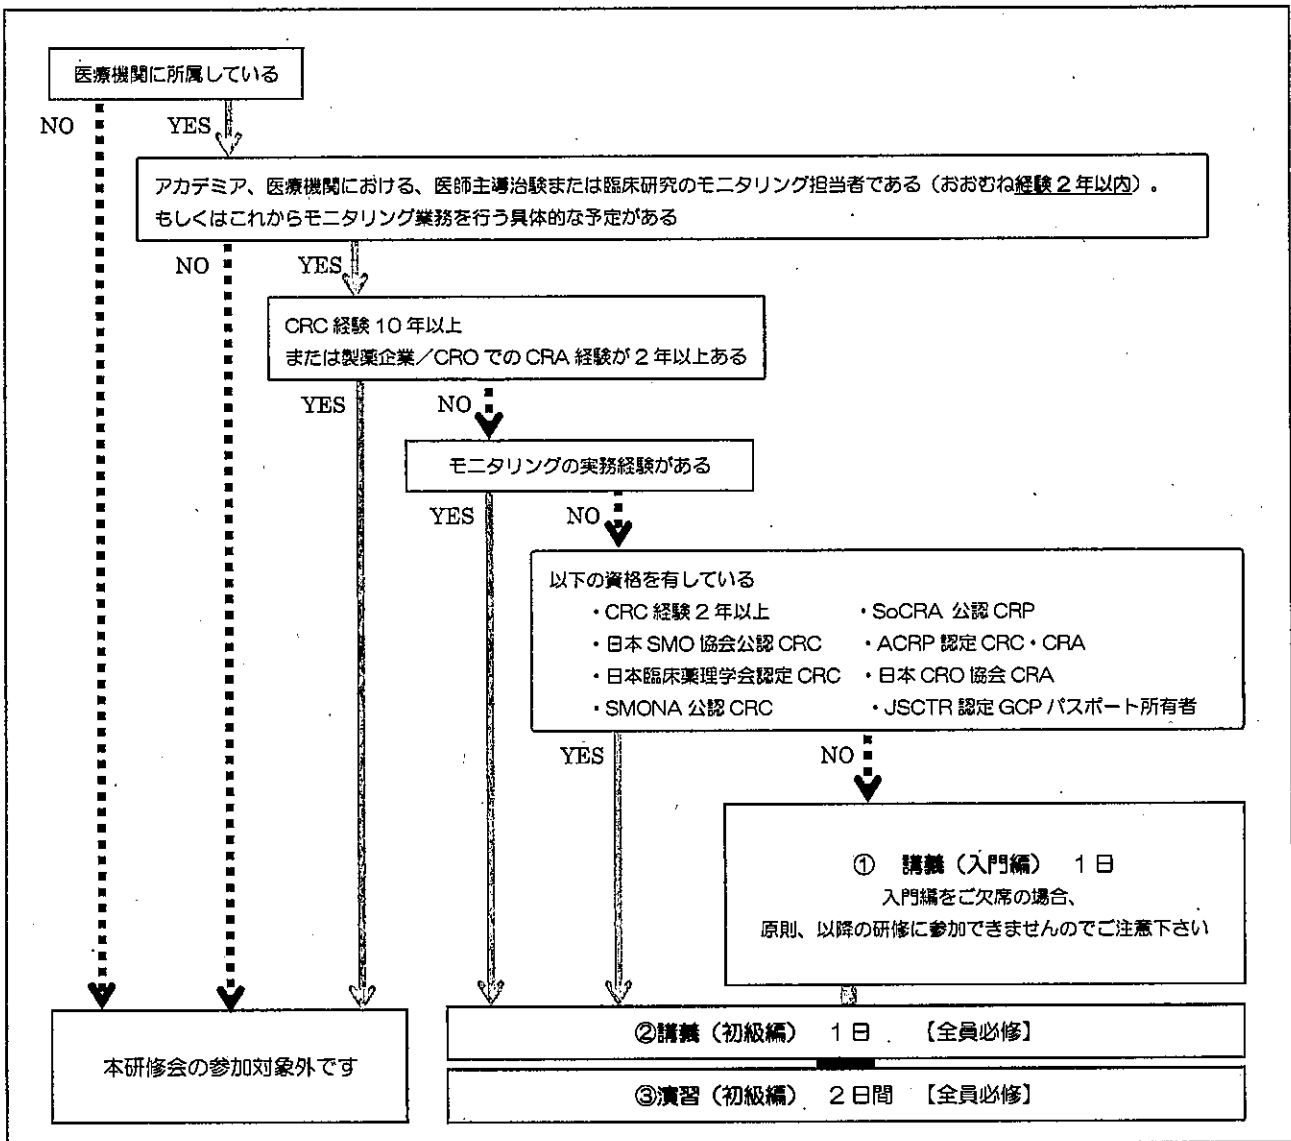 医療機関に所属している
NO
YES
アカデミア、医療機関における、医師主導治験または臨床研究のモニタリング担当者である（おおむね経験２年以内）。
もしくはこれからモニタリング業務を行う具体的な予定がある
NO
YES
CRC 経験 10 年以上
または製薬企業／CRO での CRA 経験が 2 年以上ある
YES
NO
モニタリングの実務経験がある
YES
NO
以下の資格を有している
・CRC 経験 2 年以上
・SoCRA 公認 CRP
・日本 SMO 協会公認 CRC
・ACRP 認定 CRC・CRA
・日本臨床薬理学会認定 CRC
・日本 CRO 協会 CRA
・SMONA 公認 CRC
・JSCTR 認定 GCP パスポート所有者
YES
NO
① 講義（入門編） 1 日
入門編をご欠席の場合、
原則、以降の研修に参加できませんのでご注意下さい
本研修会の参加対象外です
②講義（初級編） 1 日 【全員必修】
③演習（初級編） 2 日間 【全員必修】